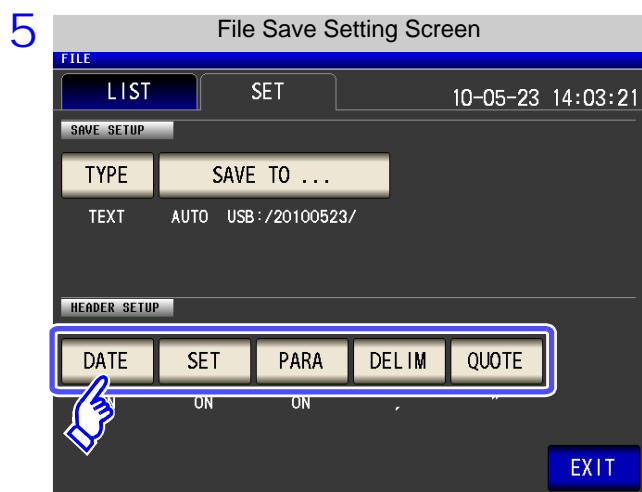 5
File Save Setting Screen
FILE
LIST SET 10-05-23 14:03:21
SAVE SETUP
TYPE SAVE TO ...
TEXT AUTO USB:/20100523/
HEADER SETUP
DATE SET PARA DELIM QUOTE
ON ON , "
EXIT